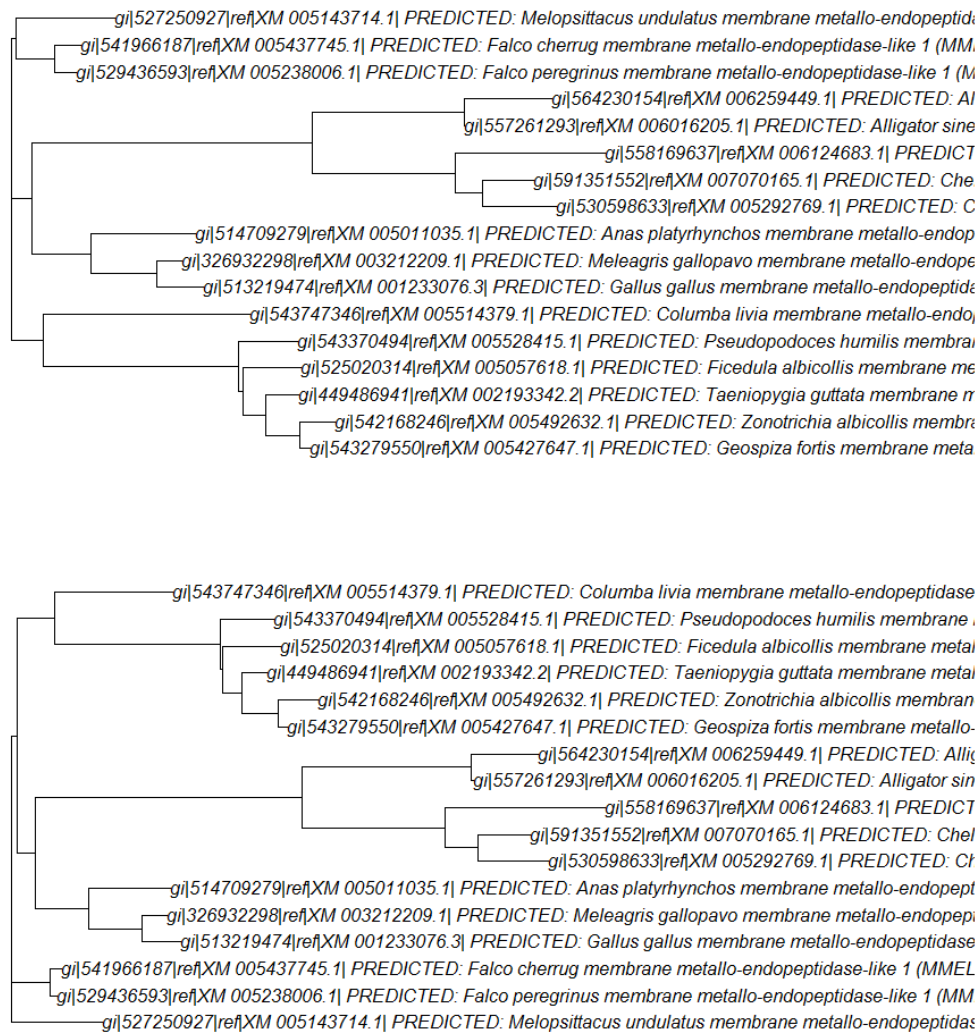 gi|527250927|ref|XM 005143714.1| PREDICTED: Melopsittacus undulatus membrane metallo-endopeptida
gi|541966187|ref|XM 005437745.1| PREDICTED: Falco cherrug membrane metallo-endopeptidase-like 1 (MM
gi|529436593|ref|XM 005238006.1| PREDICTED: Falco peregrinus membrane metallo-endopeptidase-like 1 (M
gi|564230154|ref|XM 006259449.1| PREDICTED: Al
gi|557261293|ref|XM 006016205.1| PREDICTED: Alligator sine
gi|558169637|ref|XM 006124683.1| PREDICT
gi|591351552|ref|XM 007070165.1| PREDICTED: Che
gi|530598633|ref|XM 005292769.1| PREDICTED: C
gi|514709279|ref|XM 005011035.1| PREDICTED: Anas platyrhynchos membrane metallo-endop
gi|326932298|ref|XM 003212209.1| PREDICTED: Meleagris gallopavo membrane metallo-endope
gi|513219474|ref|XM 001233076.3| PREDICTED: Gallus gallus membrane metallo-endopeptida
gi|543747346|ref|XM 005514379.1| PREDICTED: Columba livia membrane metallo-endop
gi|543370494|ref|XM 005528415.1| PREDICTED: Pseudopodoces humilis membra
gi|525020314|ref|XM 005057618.1| PREDICTED: Ficedula albicollis membrane me
gi|449486941|ref|XM 002193342.2| PREDICTED: Taeniopygia guttata membrane m
gi|542168246|ref|XM 005492632.1| PREDICTED: Zonotrichia albicollis membra
gi|543279550|ref|XM 005427647.1| PREDICTED: Geospiza fortis membrane meta
gi|543747346|ref|XM 005514379.1| PREDICTED: Columba livia membrane metallo-endopeptidase
gi|543370494|ref|XM 005528415.1| PREDICTED: Pseudopodoces humilis membrane
gi|525020314|ref|XM 005057618.1| PREDICTED: Ficedula albicollis membrane metal
gi|449486941|ref|XM 002193342.2| PREDICTED: Taeniopygia guttata membrane metal
gi|542168246|ref|XM 005492632.1| PREDICTED: Zonotrichia albicollis membran
gi|543279550|ref|XM 005427647.1| PREDICTED: Geospiza fortis membrane metallo-
gi|564230154|ref|XM 006259449.1| PREDICTED: Allig
gi|557261293|ref|XM 006016205.1| PREDICTED: Alligator sin
gi|558169637|ref|XM 006124683.1| PREDICT
gi|591351552|ref|XM 007070165.1| PREDICTED: Chel
gi|530598633|ref|XM 005292769.1| PREDICTED: Ch
gi|514709279|ref|XM 005011035.1| PREDICTED: Anas platyrhynchos membrane metallo-endopept
gi|326932298|ref|XM 003212209.1| PREDICTED: Meleagris gallopavo membrane metallo-endopept
gi|513219474|ref|XM 001233076.3| PREDICTED: Gallus gallus membrane metallo-endopeptidase
gi|541966187|ref|XM 005437745.1| PREDICTED: Falco cherrug membrane metallo-endopeptidase-like 1 (MMEL
gi|529436593|ref|XM 005238006.1| PREDICTED: Falco peregrinus membrane metallo-endopeptidase-like 1 (MM
gi|527250927|ref|XM 005143714.1| PREDICTED: Melopsittacus undulatus membrane metallo-endopeptidas